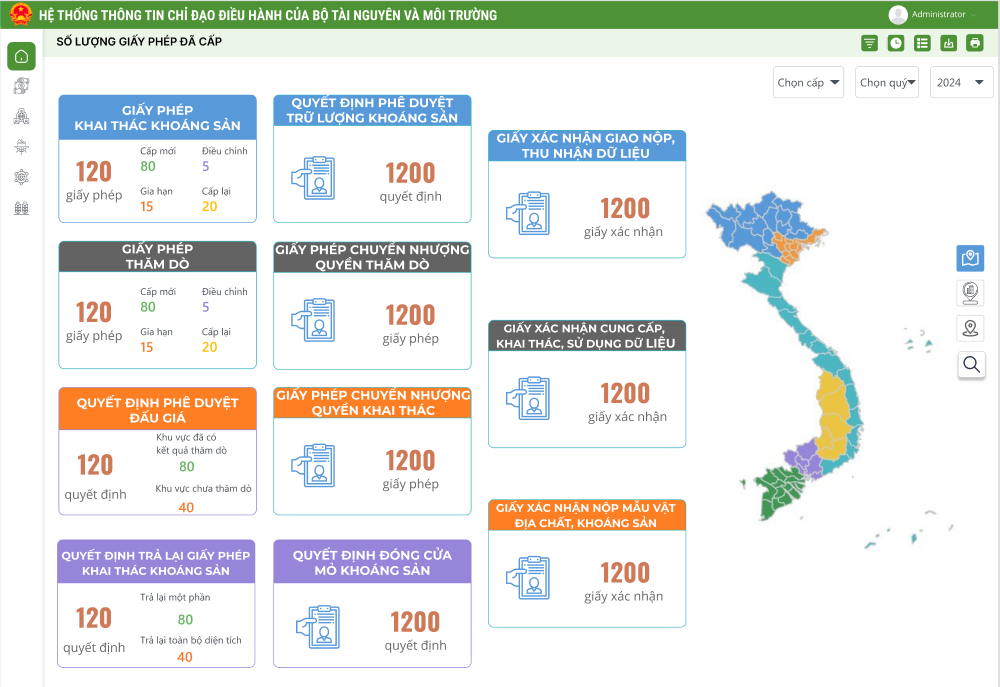 HỆ THỐNG THÔNG TIN CHỈ ĐẠO ĐIỀU HÀNH CỦA BỘ TÀI NGUYÊN VÀ MÔI TRƯỜNG
Administrator
SỐ LƯỢNG GIẤY PHÉP ĐÃ CẤP
Chọn cấp
Chọn quý
2024
GIẤY PHÉP
KHAI THÁC KHOÁNG SẢN
120
giấy phép
Cấp mới
80
Điều chỉnh
5
Gia hạn
15
Cấp lại
20
QUYẾT ĐỊNH PHÊ DUYỆT
TRỮ LƯỢNG KHOÁNG SẢN
1200
quyết định
GIẤY XÁC NHẬN GIAO NỘP,
THU NHẬN DỮ LIỆU
1200
giấy xác nhận
GIẤY PHÉP
THĂM DÒ
120
giấy phép
Cấp mới
80
Điều chỉnh
5
Gia hạn
15
Cấp lại
20
GIẤY PHÉP CHUYỂN NHƯỢNG
QUYỀN THĂM DÒ
1200
giấy phép
GIẤY XÁC NHẬN CUNG CẤP,
KHAI THÁC, SỬ DỤNG DỮ LIỆU
1200
giấy xác nhận
QUYẾT ĐỊNH PHÊ DUYỆT
ĐẤU GIÁ
120
quyết định
Khu vực đã có
kết quả thăm dò
80
Khu vực chưa thăm dò
40
GIẤY PHÉP CHUYỂN NHƯỢNG
QUYỀN KHAI THÁC
1200
giấy phép
GIẤY XÁC NHẬN NỘP MẪU VẬT
ĐỊA CHẤT, KHOÁNG SẢN
1200
giấy xác nhận
QUYẾT ĐỊNH TRẢ LẠI GIẤY PHÉP
KHAI THÁC KHOÁNG SẢN
120
quyết định
Trả lại một phần
80
Trả lại toàn bộ diện tích
40
QUYẾT ĐỊNH ĐÓNG CỬA
MỎ KHOÁNG SẢN
1200
quyết định